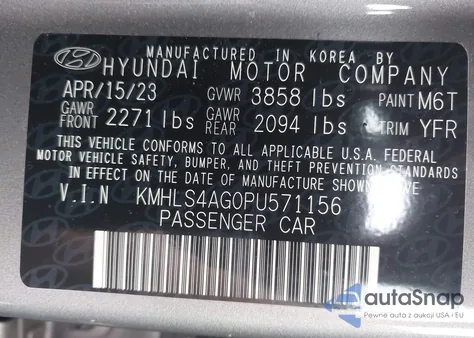 MANUFACTURED IN KOREA BY
HYUNDAI MOTOR COMPANY
APR/15/23 GVWR 3858 lbs PAINT M6T
GAWR FRONT 2271 lbs GAWR REAR 2094 lbs TRIM YFR
THIS VEHICLE CONFORMS TO ALL APPLICABLE U.S.A. FEDERAL
MOTOR VEHICLE SAFETY, BUMPER, AND THEFT PREVENTION STANDARDS
IN EFFECT ON THE DATE OF MANUFACTURE SHOWN ABOVE.
V.I.N KMHLS4AG0PU571156
PASSENGER CAR
autoSnap
Pewne auta z aukcji USA i EU